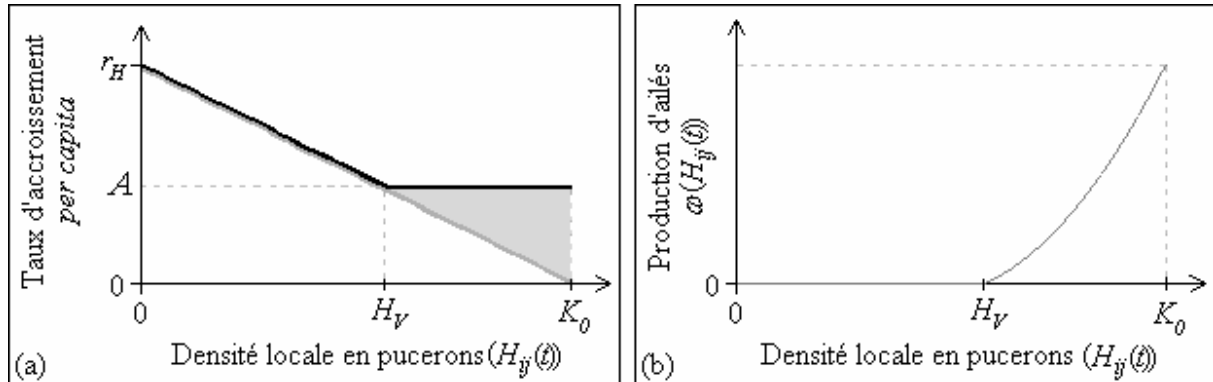 Taux d'accroissement
per capita
r_H
A
0
0
H_V
K_0
Densité locale en pucerons (H_ij(t))
(a)
Production d'ailés
ϖ(H_ij(t))
0
0
H_V
K_0
Densité locale en pucerons (H_ij(t))
(b)